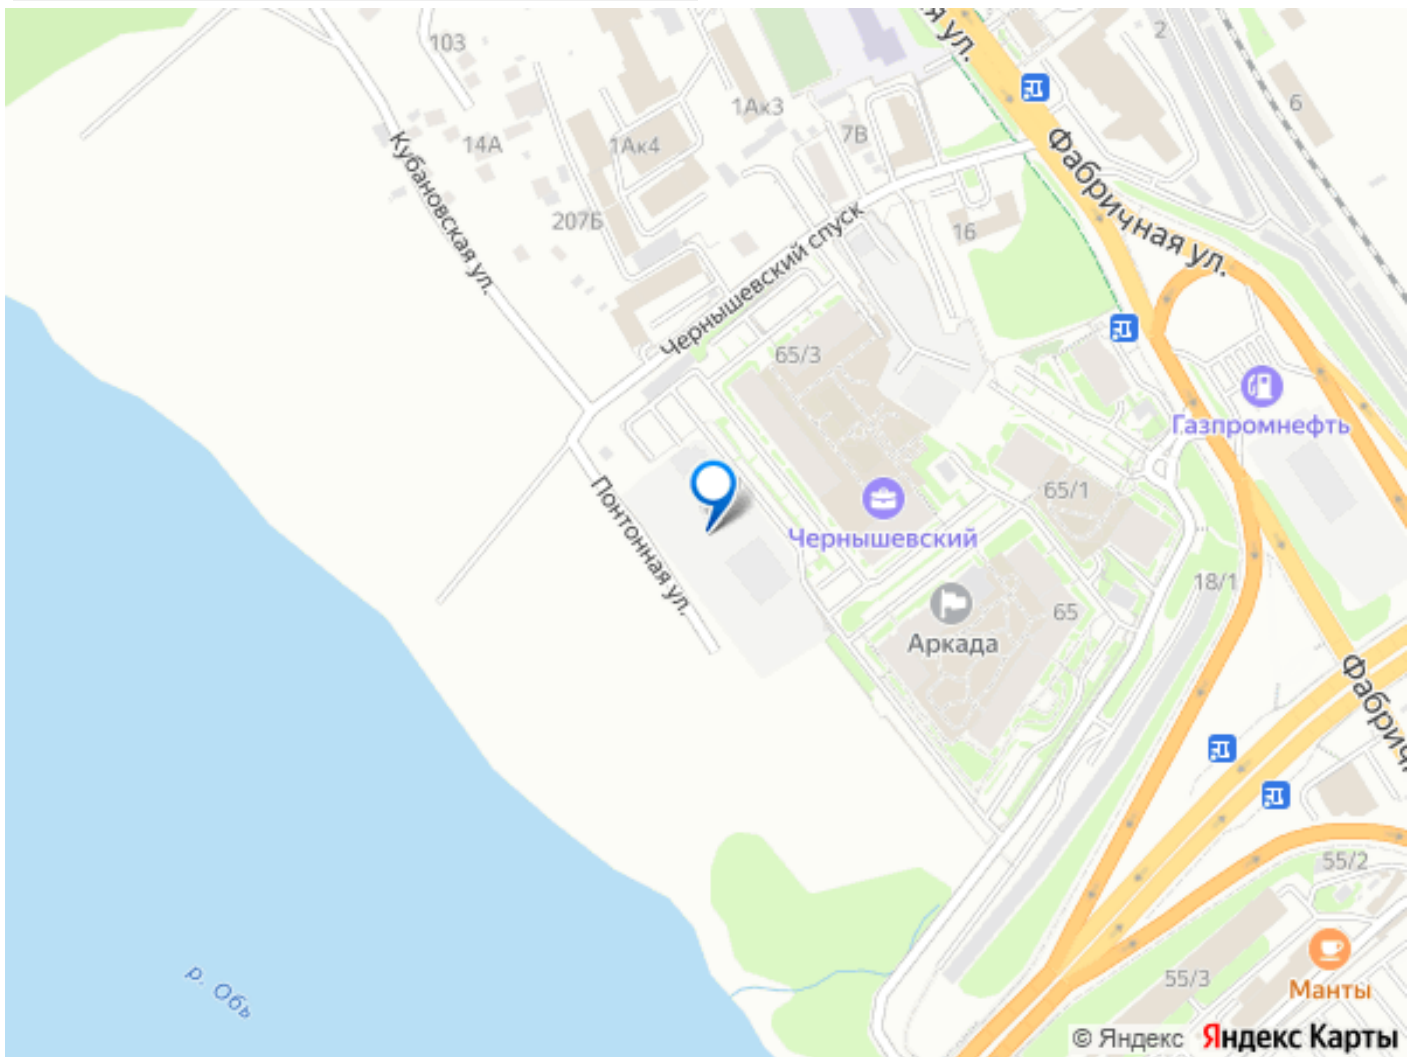 ая ул.
2
103
6
1Ак3
7В
14А
1Ак4
Фабричная ул.
Кубановская ул.
207Б
16
Чернышевский спуск
65/3
Газпромнефть
65/1
Понтонная ул.
Чернышевский
18/1
65
Аркада
Фабрич
55/2
р. Обь
55/3
Манты
© Яндекс Яндекс Карты